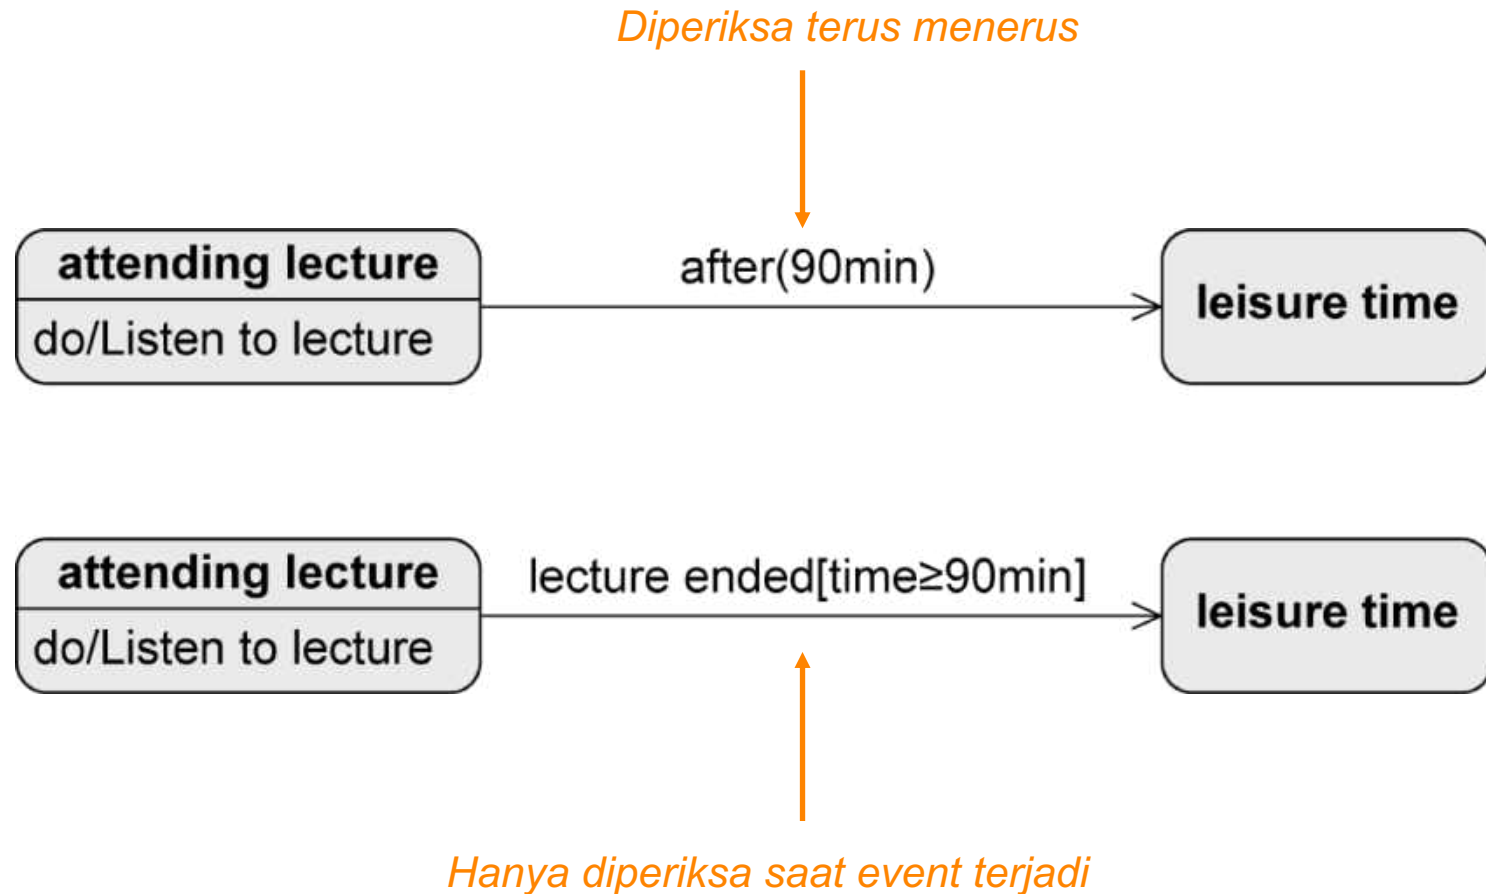 Diperiksa terus menerus
attending lecture
do/Listen to lecture
after(90min)
leisure time
attending lecture
do/Listen to lecture
lecture ended[time≥90min]
leisure time
Hanya diperiksa saat event terjadi